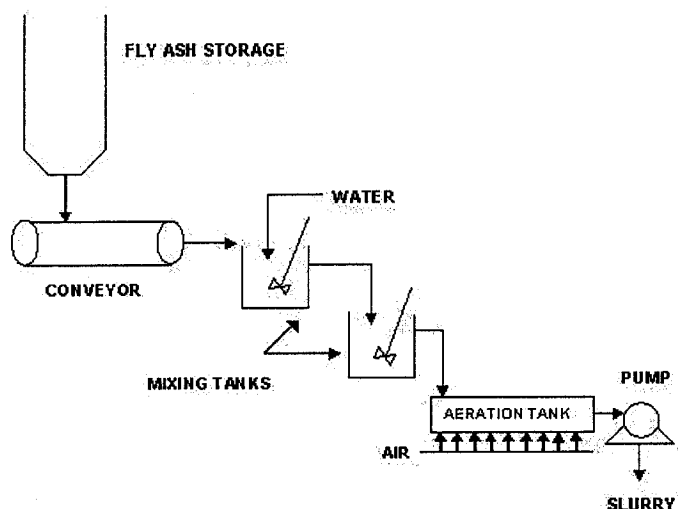 FLY ASH STORAGE
WATER
CONVEYOR
MIXING TANKS
PUMP
AERATION TANK
AIR
SLURRY